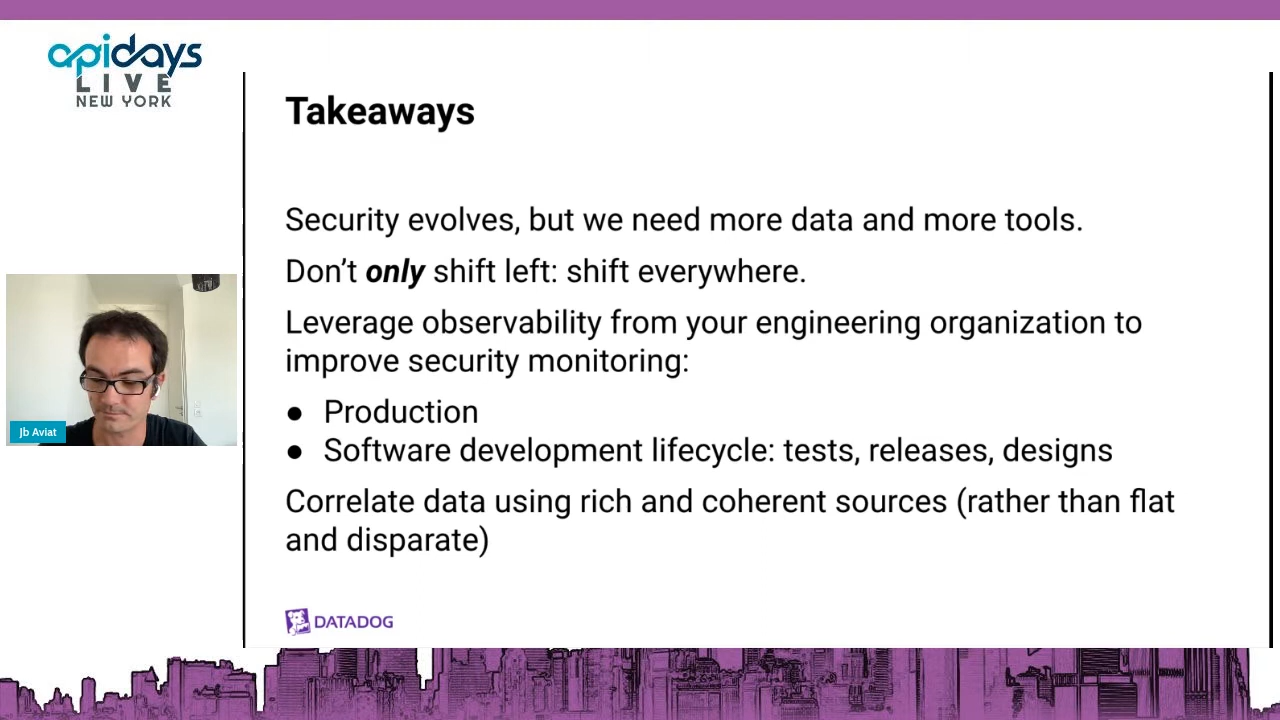 apidays
LIVE
NEW YORK
Takeaways
Security evolves, but we need more data and more tools.
Don’t only shift left: shift everywhere.
Leverage observability from your engineering organization to
improve security monitoring:
● Production
● Software development lifecycle: tests, releases, designs
Correlate data using rich and coherent sources (rather than flat
and disparate)
Jb Aviat
DATADOG